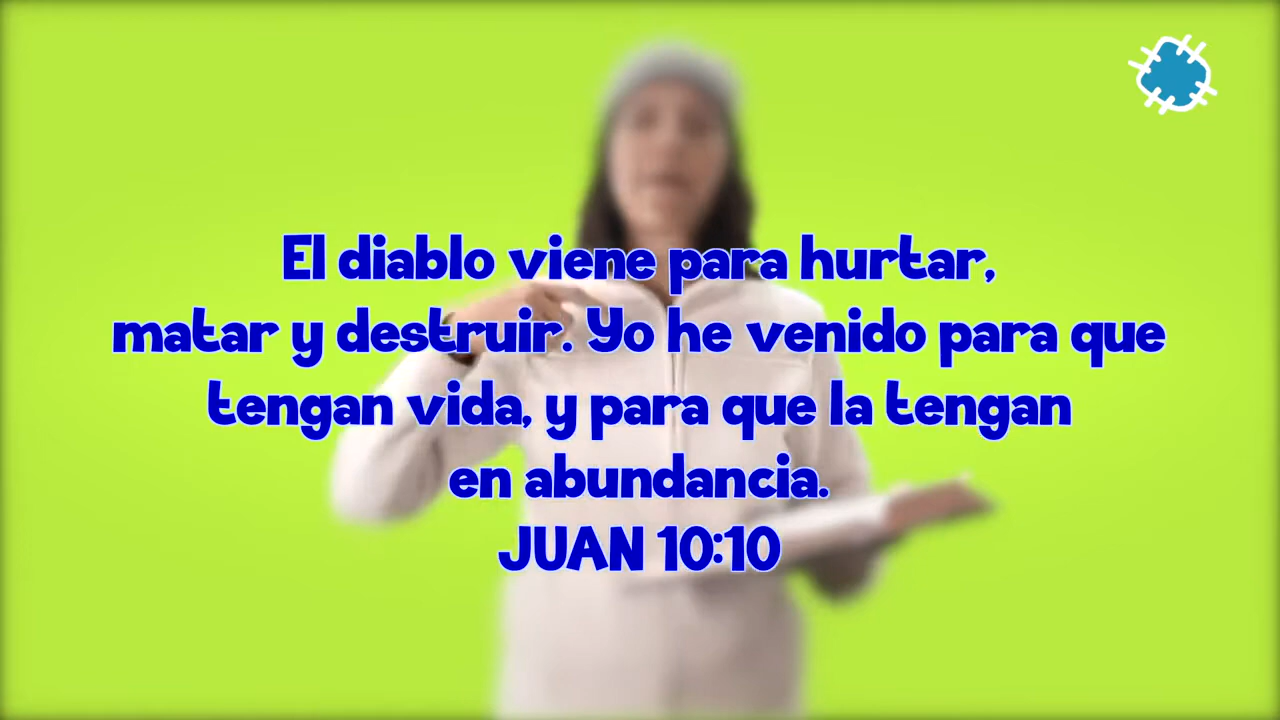 El diablo viene para hurtar,
matar y destruir. Yo he venido para que
tengan vida, y para que la tengan
en abundancia.
JUAN 10:10